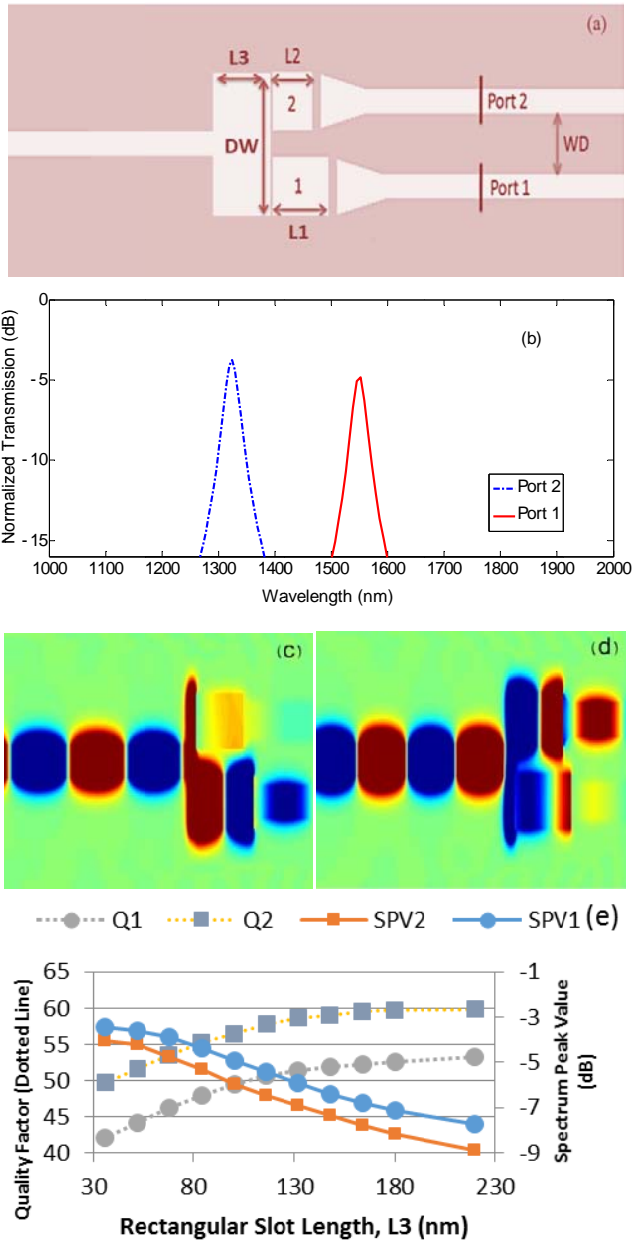 (a)
L3
L2
2
Port 2
DW
WD
1
Port 1
L1
Normalized Transmission (dB)
0
-5
-10
-15
(b)
Port 2
Port 1
1000 1100 1200 1300 1400 1500 1600 1700 1800 1900 2000
Wavelength (nm)
(c)
(d)
Q1 Q2 SPV2 SPV1 (e)
Quality Factor (Dotted Line)
65
60
55
50
45
40
-1
-3
-5
-7
-9
Spectrum Peak Value
(dB)
30 80 130 180 230
Rectangular Slot Length, L3 (nm)